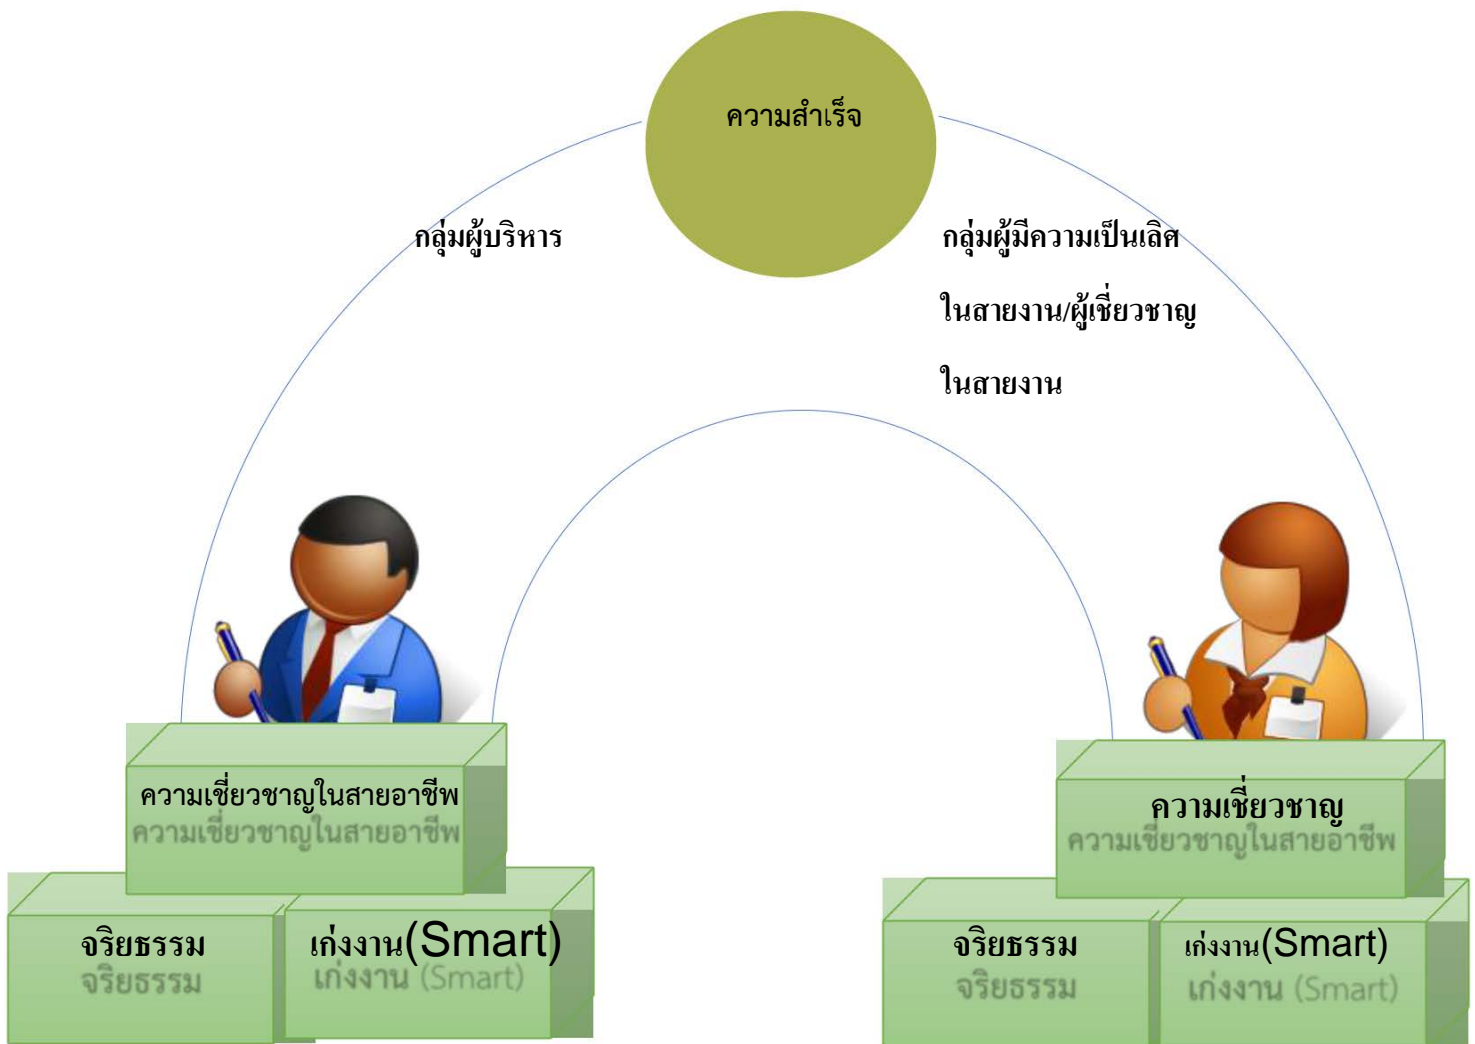 ความสำเร็จ
กลุ่มผู้บริหาร
กลุ่มผู้มีความเป็นเลิศ
ในสายงาน/ผู้เชี่ยวชาญ
ในสายงาน
ความเชี่ยวชาญในสายอาชีพ
ความเชี่ยวชาญในสายอาชีพ
จริยธรรม
จริยธรรม
เก่งงาน(Smart)
เก่งงาน (Smart)
ความเชี่ยวชาญ
ความเชี่ยวชาญในสายอาชีพ
จริยธรรม
จริยธรรม
เก่งงาน(Smart)
เก่งงาน (Smart)